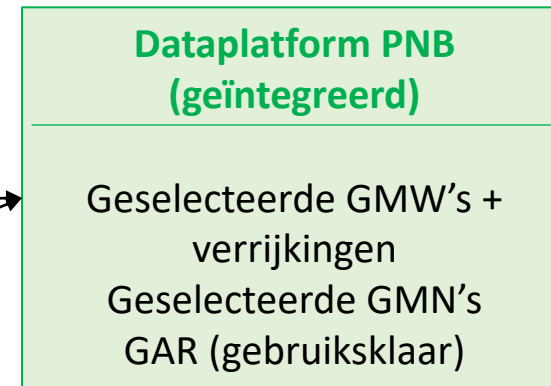 Dataplatform PNB
(geïntegreerd)
Geselecteerde GMW’s +
verrijkingen
Geselecteerde GMN’s
GAR (gebruiksklaar)